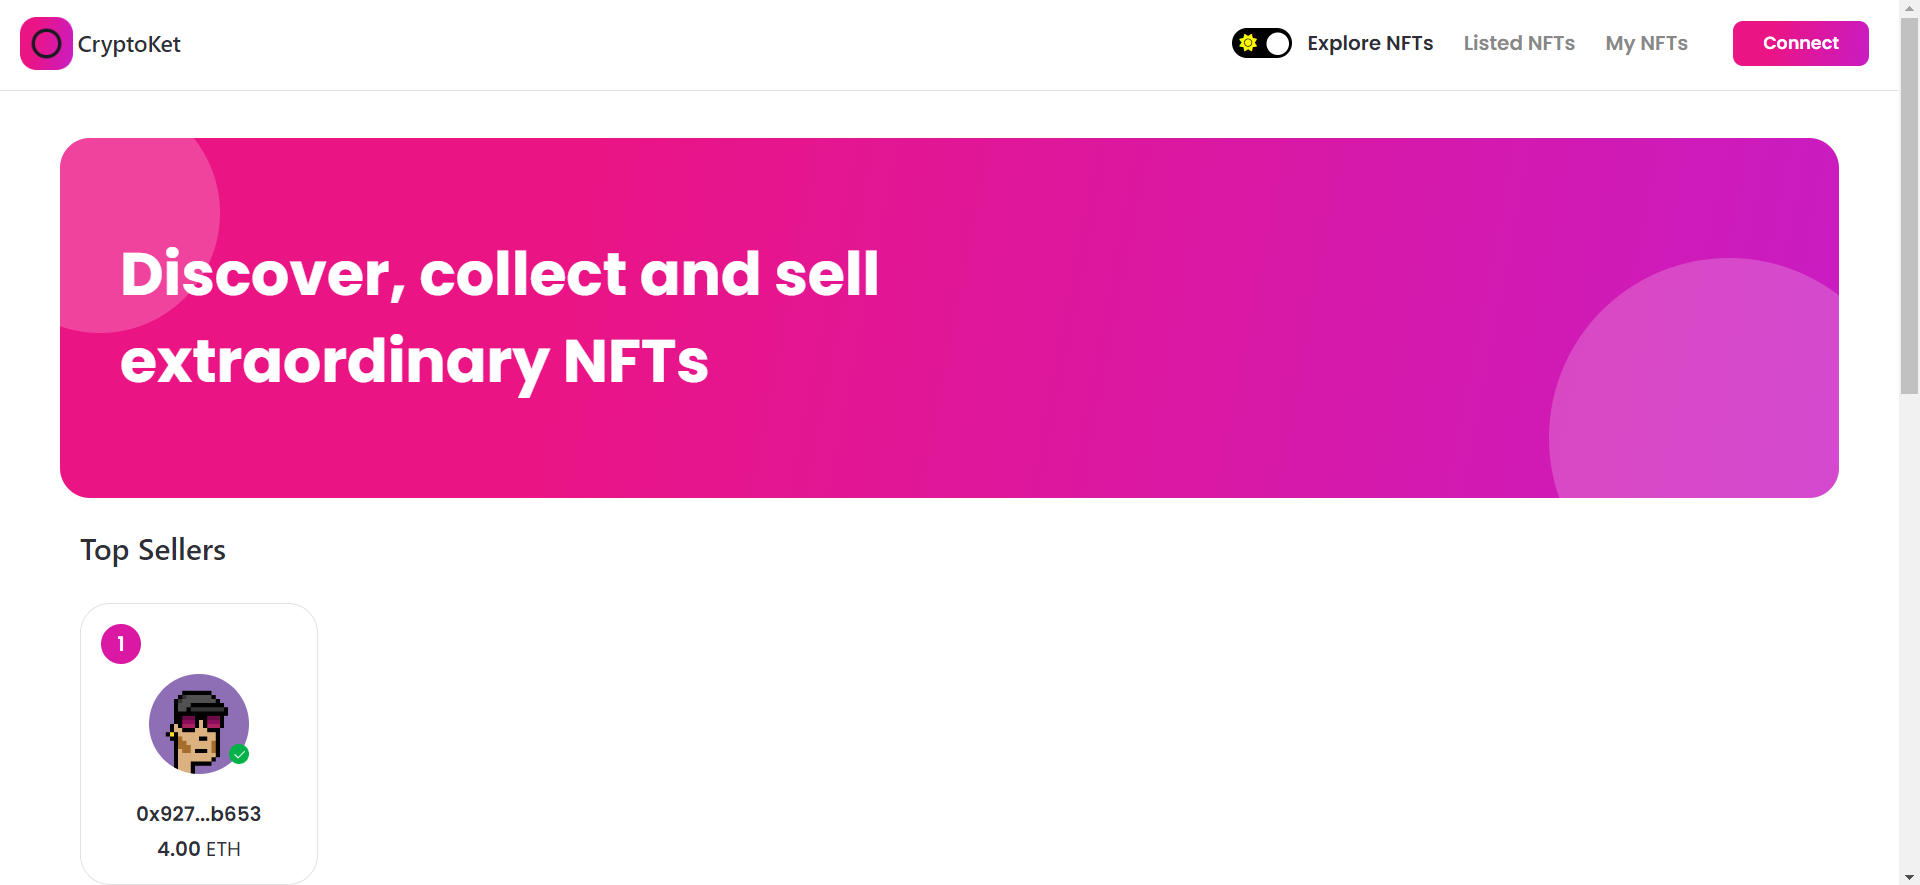 CryptoKet
Explore NFTs
Listed NFTs
My NFTs
Connect
Discover, collect and sell
extraordinary NFTs
Top Sellers
1
0x927...b653
4.00 ETH